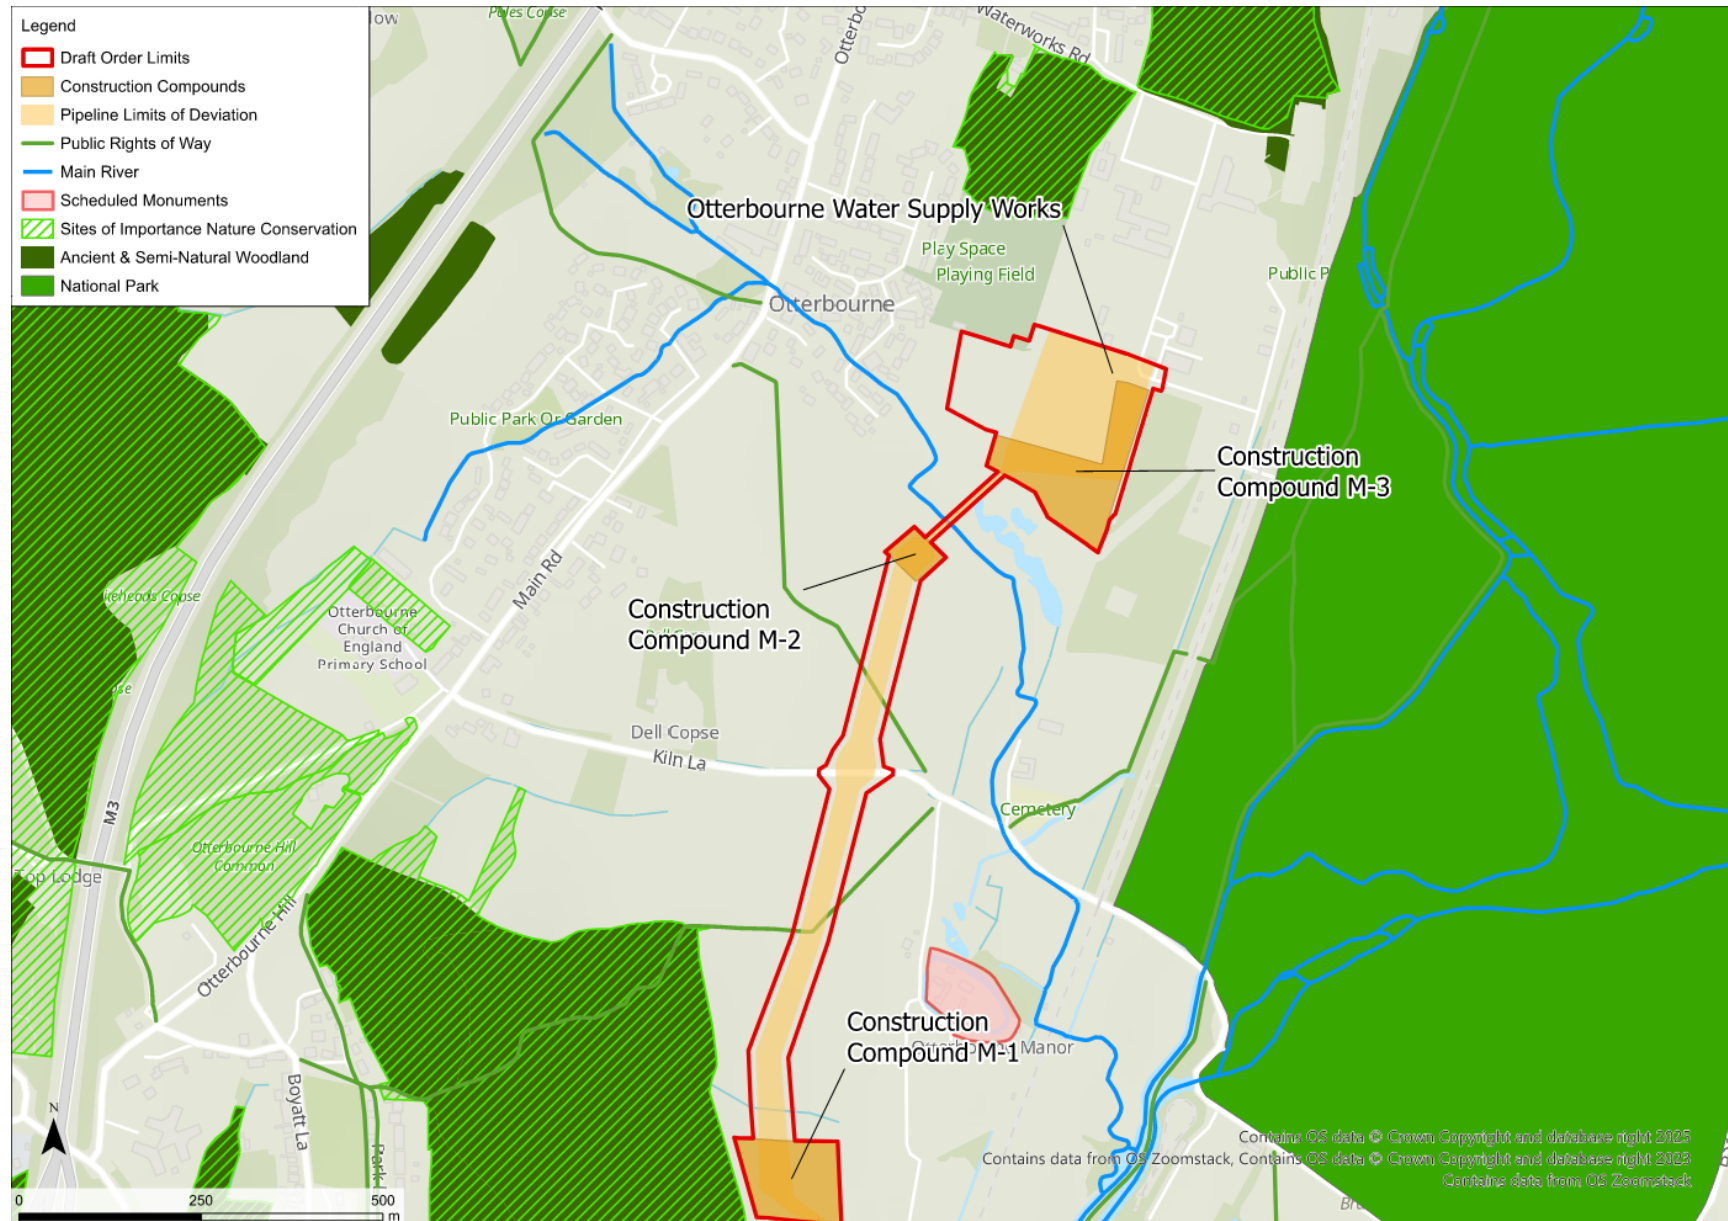 Legend
Draft Order Limits
Construction Compounds
Pipeline Limits of Deviation
Public Rights of Way
Main River
Scheduled Monuments
Sites of Importance Nature Conservation
Ancient & Semi-Natural Woodland
National Park
Poles Copse
Waterworks Rd
Otterbourne Water Supply Works
Play Space
Playing Field
Otterbourne
Public Park Or Garden
Construction
Compound M-3
Main Rd
Construction
Compound M-2
Otterbourne
Church of
England
Primary School
Dell Copse
Kiln La
M3
Cemetery
Otterbourne Hill
Common
Top Lodge
Otterbourne Hill
Construction
Compound M-1
Manor
Boyatt La
N
0
250
500
m
Contains OS data © Crown Copyright and database right 2025
Contains data from OS Zoomstack, Contains OS data © Crown Copyright and database right 2023
Contains data from OS Zoomstack